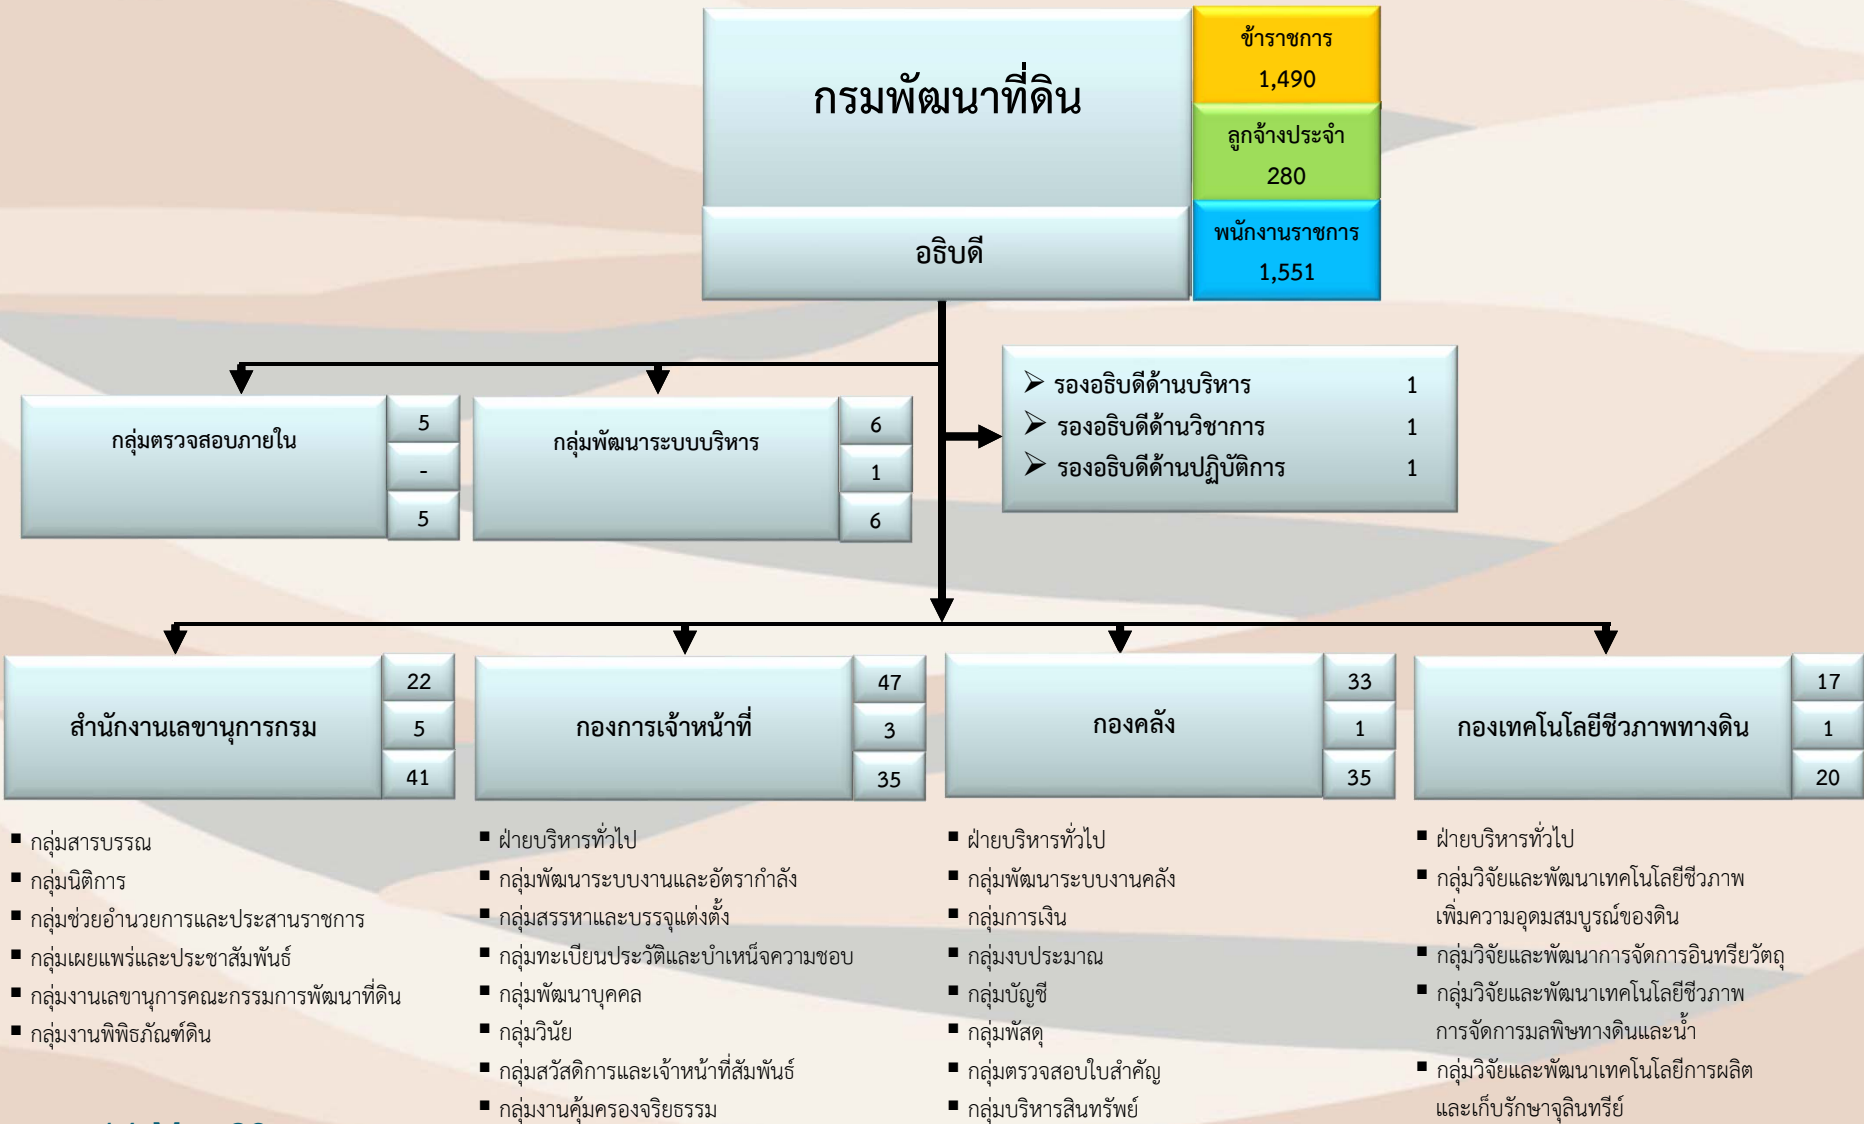 กรมพัฒนาที่ดิน
อธิบดี
ข้าราชการ
1,490
ลูกจ้างประจำ
280
พนักงานราชการ
1,551
กลุ่มตรวจสอบภายใน
5
-
5
กลุ่มพัฒนาระบบบริหาร
6
1
6
➢ รองอธิบดีด้านบริหาร 1
➢ รองอธิบดีด้านวิชาการ 1
➢ รองอธิบดีด้านปฏิบัติการ 1
สำนักงานเลขานุการกรม
22
5
41
▪ กลุ่มสารบรรณ
▪ กลุ่มนิติการ
▪ กลุ่มช่วยอำนวยการและประสานราชการ
▪ กลุ่มเผยแพร่และประชาสัมพันธ์
▪ กลุ่มงานเลขานุการคณะกรรมการพัฒนาที่ดิน
▪ กลุ่มงานพิพิธภัณฑ์ดิน
กองการเจ้าหน้าที่
47
3
35
▪ ฝ่ายบริหารทั่วไป
▪ กลุ่มพัฒนาระบบงานและอัตรากำลัง
▪ กลุ่มสรรหาและบรรจุแต่งตั้ง
▪ กลุ่มทะเบียนประวัติและบำเหน็จความชอบ
▪ กลุ่มพัฒนาบุคคล
▪ กลุ่มวินัย
▪ กลุ่มสวัสดิการและเจ้าหน้าที่สัมพันธ์
▪ กลุ่มงานคุ้มครองจริยธรรม
กองคลัง
33
1
35
▪ ฝ่ายบริหารทั่วไป
▪ กลุ่มพัฒนาระบบงานคลัง
▪ กลุ่มการเงิน
▪ กลุ่มงบประมาณ
▪ กลุ่มบัญชี
▪ กลุ่มพัสดุ
▪ กลุ่มตรวจสอบใบสำคัญ
▪ กลุ่มบริหารสินทรัพย์
กองเทคโนโลยีชีวภาพทางดิน
17
1
20
▪ ฝ่ายบริหารทั่วไป
▪ กลุ่มวิจัยและพัฒนาเทคโนโลยีชีวภาพ
เพิ่มความอุดมสมบูรณ์ของดิน
▪ กลุ่มวิจัยและพัฒนาการจัดการอินทรียวัตถุ
▪ กลุ่มวิจัยและพัฒนาเทคโนโลยีชีวภาพ
การจัดการมลพิษทางดินและน้ำ
▪ กลุ่มวิจัยและพัฒนาเทคโนโลยีการผลิต
และเก็บรักษาจุลินทรีย์